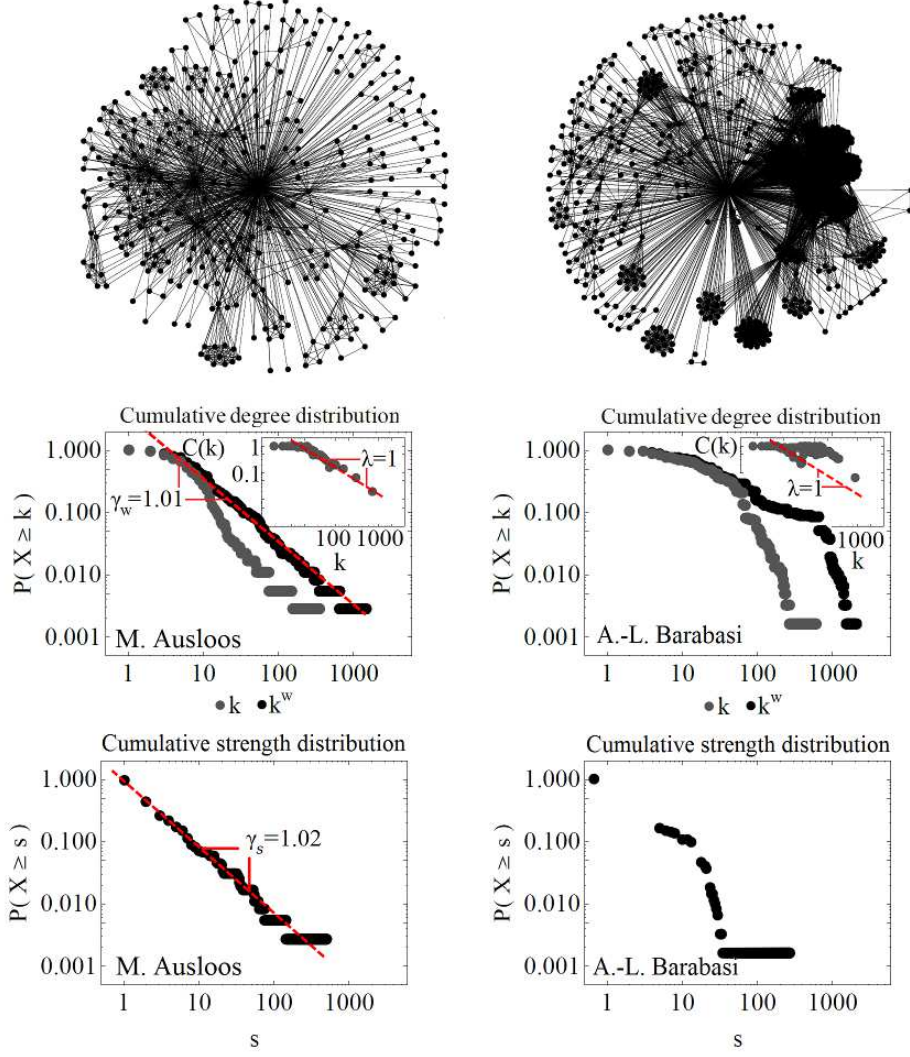 Cumulative degree distribution
1.000
0.100
0.010
0.001
P( X ≥ k )
C(k)
1
0.1
λ=1
γw=1.01
100 1000
k
M. Ausloos
1 10 100 1000
k kʷ
Cumulative degree distribution
1.000
0.100
0.010
0.001
P( X ≥ k )
C(k)
λ=1
1000
k
A.-L. Barabasi
1 10 100 1000
k kʷ
Cumulative strength distribution
1.000
0.100
0.010
0.001
P( X ≥ s )
γs=1.02
M. Ausloos
1 10 100 1000
s
Cumulative strength distribution
1.000
0.100
0.010
0.001
P( X ≥ s )
A.-L. Barabasi
1 10 100 1000
s